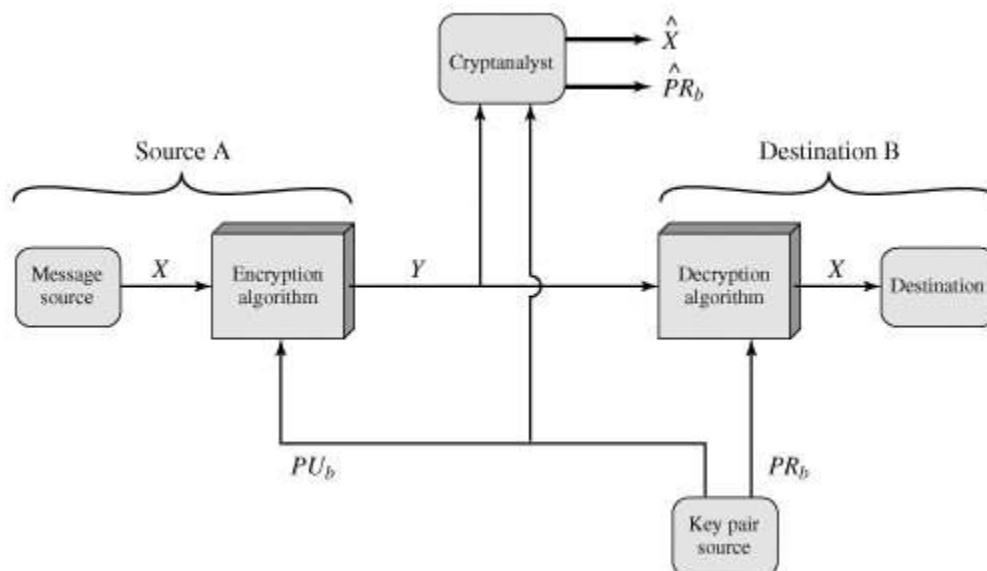 X̂
Cryptanalyst
P̂R_b
Source A
Destination B
Message
source
X
Encryption
algorithm
Y
Decryption
algorithm
X
Destination
PU_b
PR_b
Key pair
source